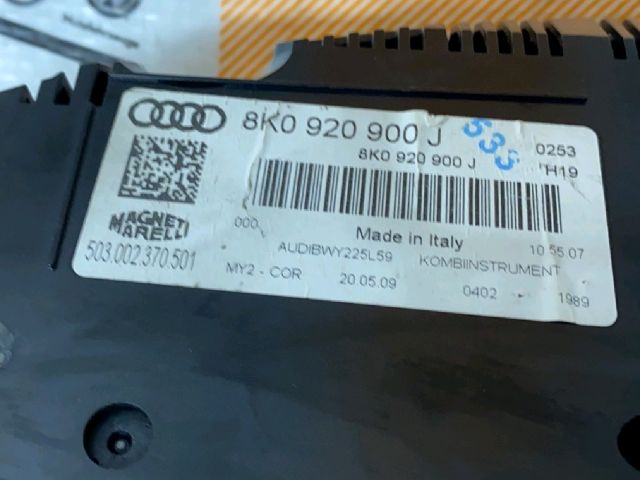 8K0 920 900 J
535
0253
8K0 920 900 J
H19
MAGNETI
MARELLI
503.002.370.501
000
Made in Italy
10 55.07
AUDIBWY225L59
KOMBIINSTRUMENT
MY2 - COR
20.05.09
0402
1989